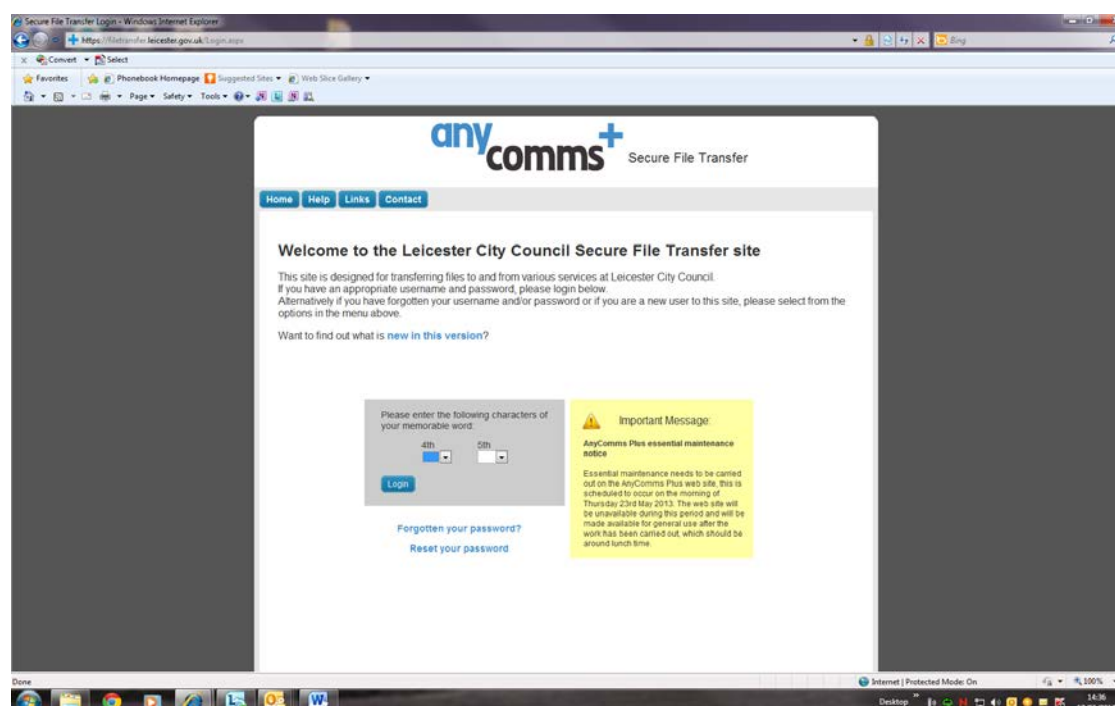 Secure File Transfer Login - Windows Internet Explorer
https://filetransfer.leicester.gov.uk/Login.aspx
Bing
x Convert Select
Favorites Phonebook Homepage Suggested Sites Web Slice Gallery
Page Safety Tools
any comms+ Secure File Transfer
Home Help Links Contact
Welcome to the Leicester City Council Secure File Transfer site
This site is designed for transferring files to and from various services at Leicester City Council.
If you have an appropriate username and password, please login below.
Alternatively if you have forgotten your username and/or password or if you are a new user to this site, please select from the
options in the menu above.
Want to find out what is new in this version?
Please enter the following characters of
your memorable word:
4th 5th
Login
Forgotten your password?
Reset your password
Important Message:
AnyComms Plus essential maintenance
notice
Essential maintenance needs to be carried
out on the AnyComms Plus web site, this is
scheduled to occur on the morning of
Thursday 23rd May 2013. The web site will
be unavailable during this period and will be
made available for general use after the
work has been carried out, which should be
around lunch time.
Done
Internet | Protected Mode: On
100%
Desktop
14:36